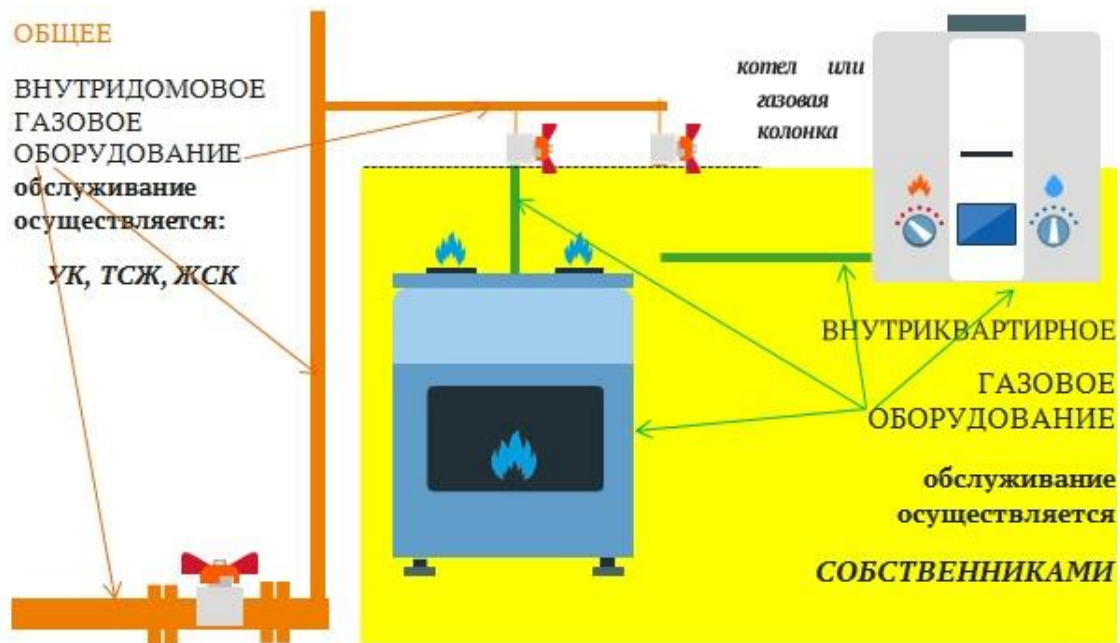 ОБЩЕЕ
ВНУТРИДОМОВОЕ
ГАЗОВОЕ
ОБОРУДОВАНИЕ
обслуживание
осуществляется:
УК, ТСЖ, ЖСК
котел или
газовая
колонка
ВНУТРИКВАРТИРНОЕ
ГАЗОВОЕ
ОБОРУДОВАНИЕ
обслуживание
осуществляется
СОБСТВЕННИКАМИ